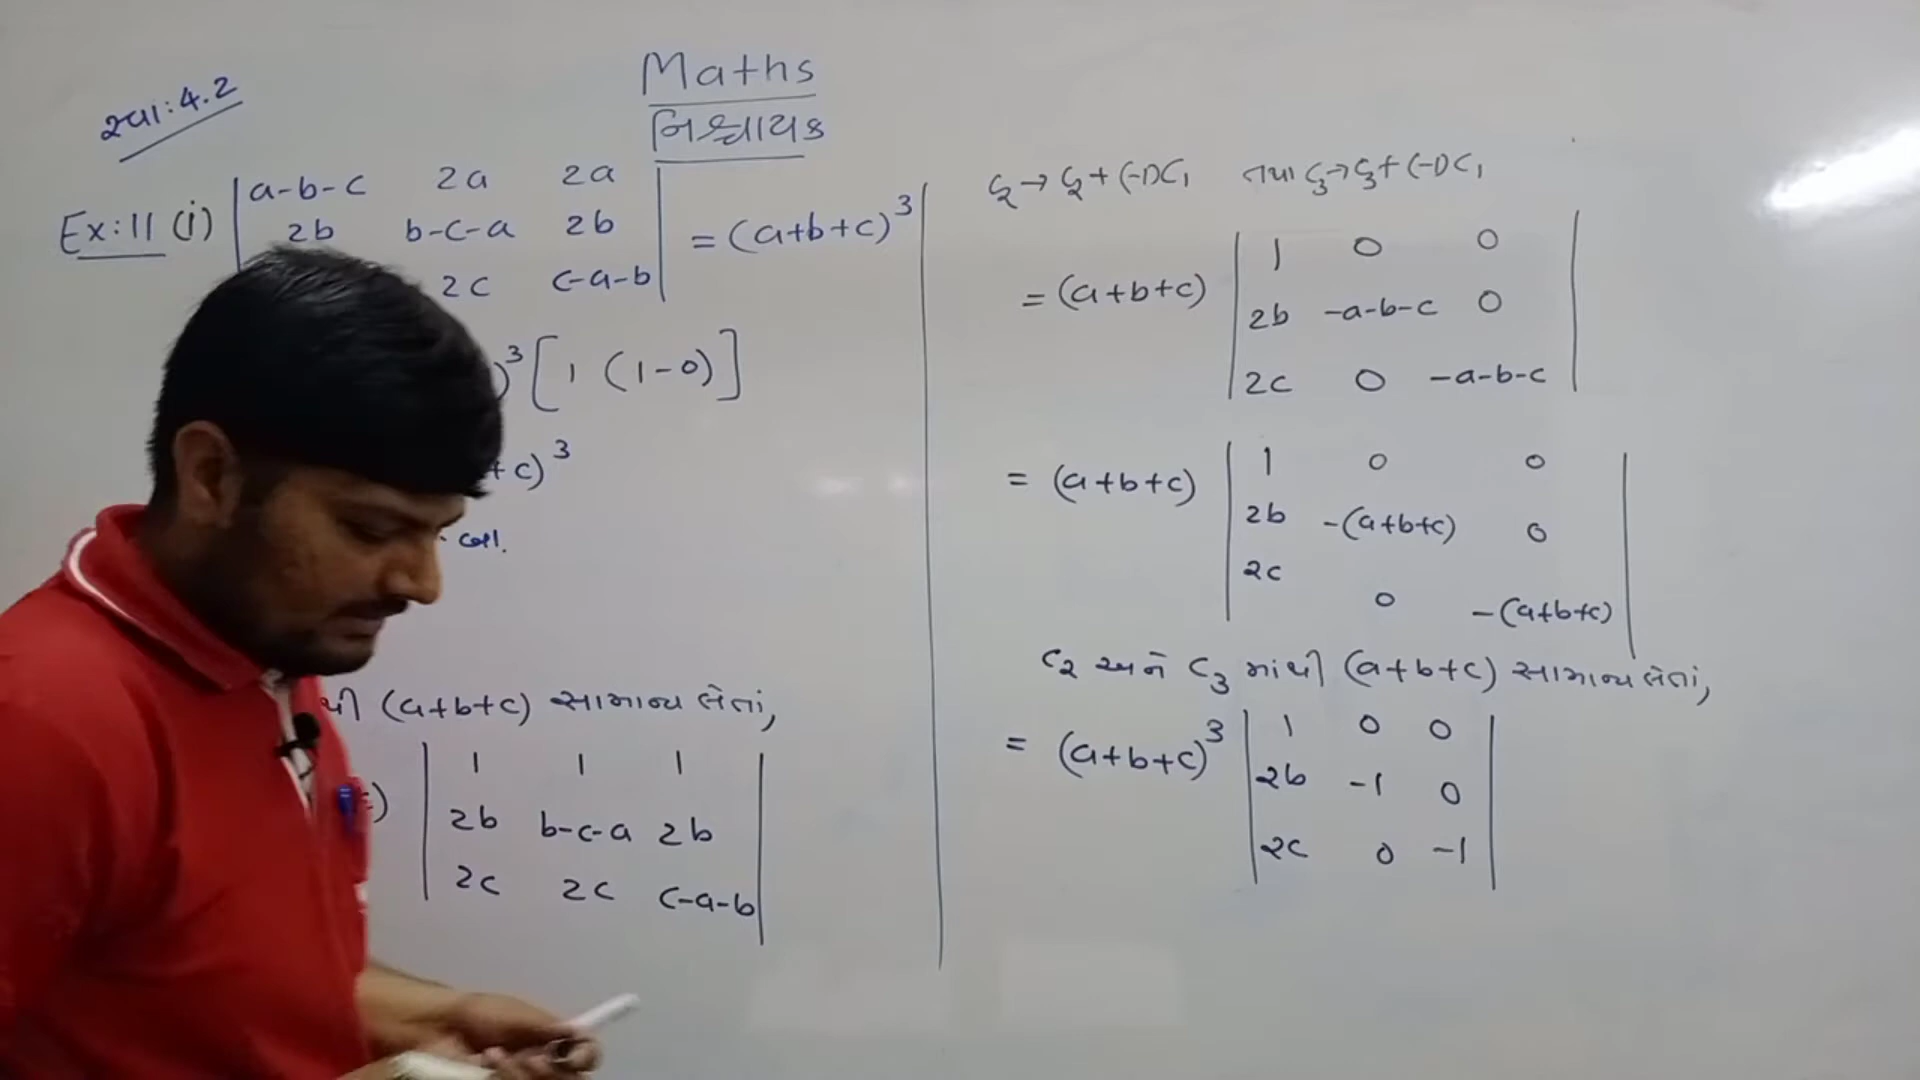 સ્વા: 4.2
Maths
નિશ્ચાયક
Ex: 11 (i) | a-b-c 2a 2a |
| 2b b-c-a 2b | = (a+b+c)³
2c c-a-b |
)³ [ 1 (1-0) ]
+ c)³
થી (a+b+c) સામાન્ય લેતાં,
| 1 1 1 |
) | 2b b-c-a 2b |
| 2c 2c c-a-b |
C₂ → C₂ + (-1)C₁ તથા C₃ → C₃ + (-1)C₁
| 1 0 0 |
= (a+b+c) | 2b -a-b-c 0 |
| 2c 0 -a-b-c |
| 1 0 0 |
= (a+b+c) | 2b -(a+b+c) 0 |
| 2c 0 -(a+b+c) |
C₂ અને C₃ માંથી (a+b+c) સામાન્ય લેતાં,
= (a+b+c)³ | 1 0 0 |
| 2b -1 0 |
| 2c 0 -1 |